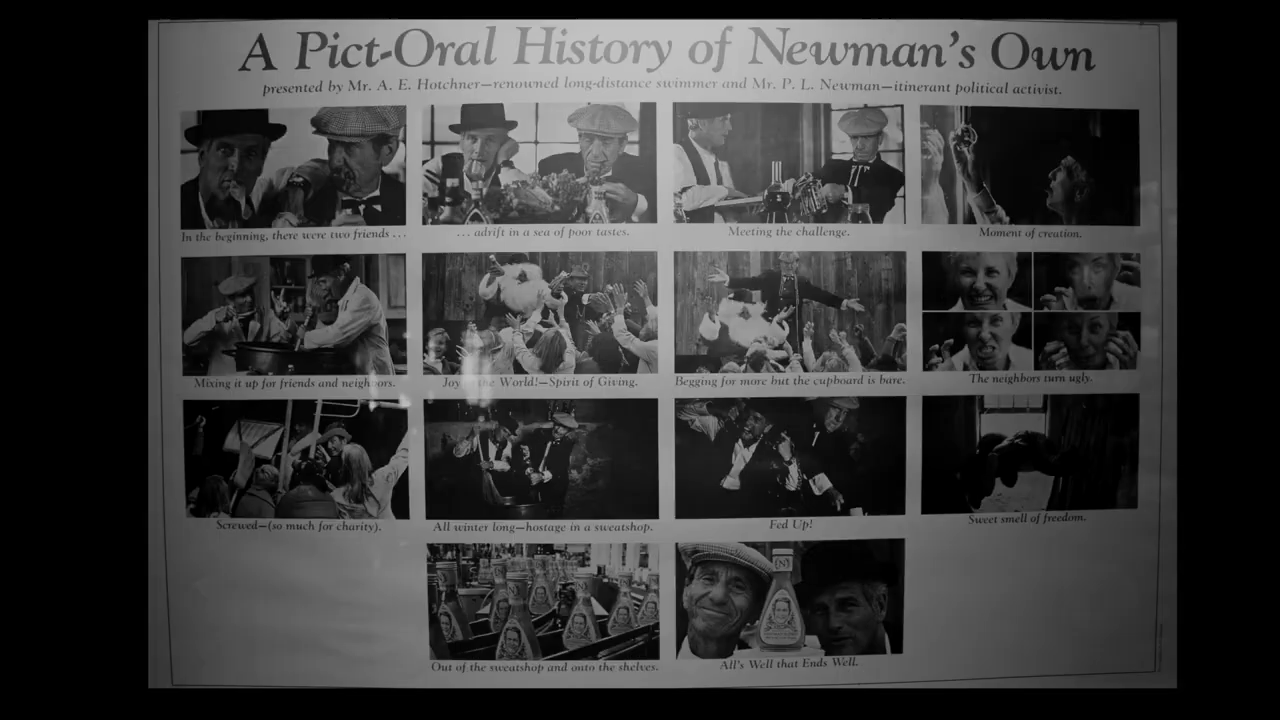 A Pict-Oral History of Newman's Own
presented by Mr. A. E. Hotchner—renowned long-distance swimmer and Mr. P. L. Newman—itinerant political activist.
In the beginning, there were two friends . . .
. . . adrift in a sea of poor tastes.
Meeting the challenge.
Moment of creation.
Mixing it up for friends and neighbors.
Joy the World!—Spirit of Giving.
Begging for more but the cupboard is bare.
The neighbors turn ugly.
Screwed—(so much for charity).
All winter long—hostage in a sweatshop.
Fed Up!
Sweet smell of freedom.
Out of the sweatshop and onto the shelves.
All's Well that Ends Well.